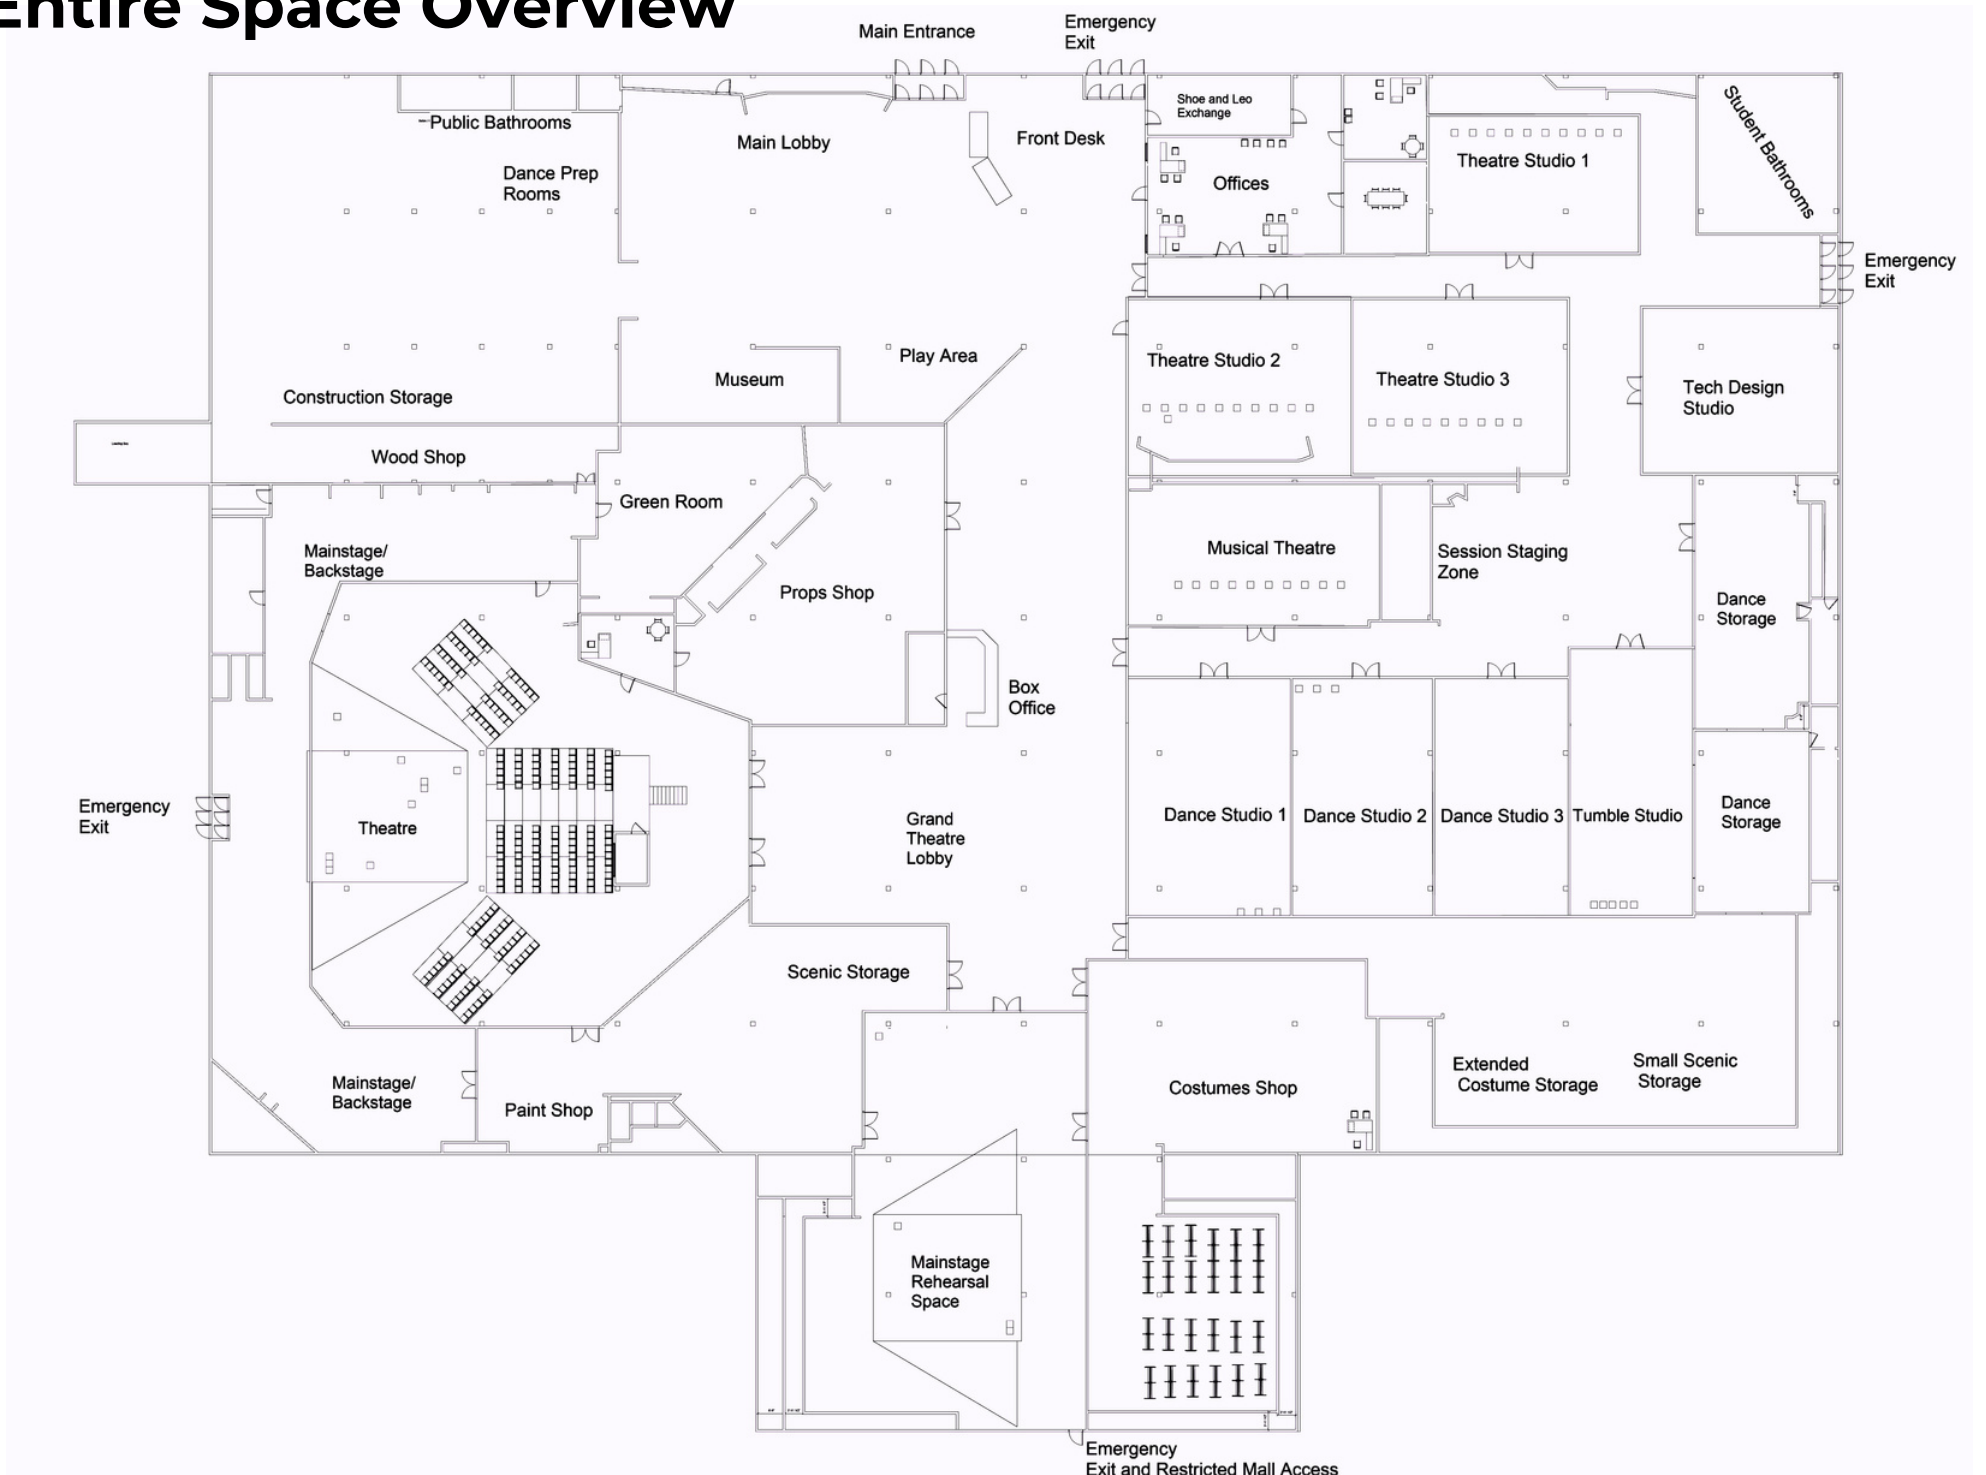 Entire Space Overview
Main Entrance
Emergency
Exit
Shoe and Leo
Exchange
Public Bathrooms
Main Lobby
Front Desk
Dance Prep
Rooms
Offices
Theatre Studio 1
Student Bathrooms
Emergency
Exit
Theatre Studio 2
Theatre Studio 3
Tech Design
Studio
Play Area
Museum
Construction Storage
Wood Shop
Green Room
Mainstage/
Backstage
Props Shop
Musical Theatre
Session Staging
Zone
Dance
Storage
Box
Office
Emergency
Exit
Theatre
Grand
Theatre
Lobby
Dance Studio 1
Dance Studio 2
Dance Studio 3
Tumble Studio
Dance
Storage
Scenic Storage
Mainstage/
Backstage
Paint Shop
Costumes Shop
Extended
Costume Storage
Small Scenic
Storage
Mainstage
Rehearsal
Space
Emergency
Exit and Restricted Mall Access